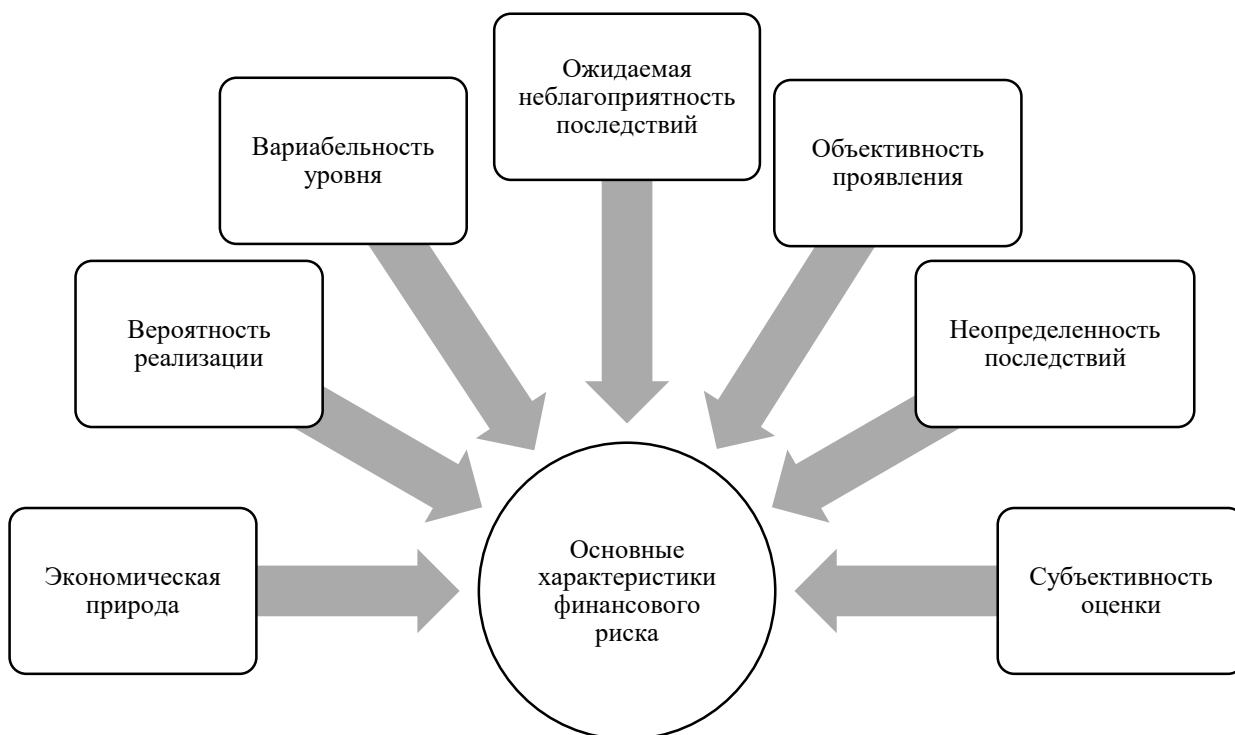 Ожидаемая
неблагоприятность
последствий
Вариабельность
уровня
Объективность
проявления
Вероятность
реализации
Неопределенность
последствий
Экономическая
природа
Основные
характеристики
финансового
риска
Субъективность
оценки